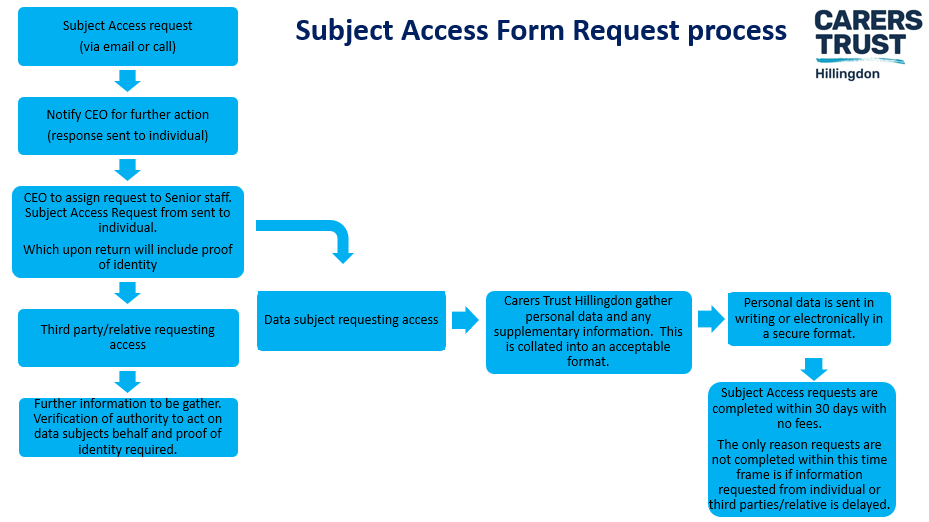 Subject Access Form Request process
CARERS
TRUST
Hillingdon
Subject Access request
(via email or call)
Notify CEO for further action
(response sent to individual)
CEO to assign request to Senior staff.
Subject Access Request from sent to
individual.
Which upon return will include proof
of identity
Third party/relative requesting
access
Further information to be gather.
Verification of authority to act on
data subjects behalf and proof of
identity required.
Data subject requesting access
Carers Trust Hillingdon gather
personal data and any
supplementary information.  This
is collated into an acceptable
format.
Personal data is sent in
writing or electronically in
a secure format.
Subject Access requests are
completed within 30 days with
no fees.
The only reason requests are
not completed within this time
frame is if information
requested from individual or
third parties/relative is delayed.